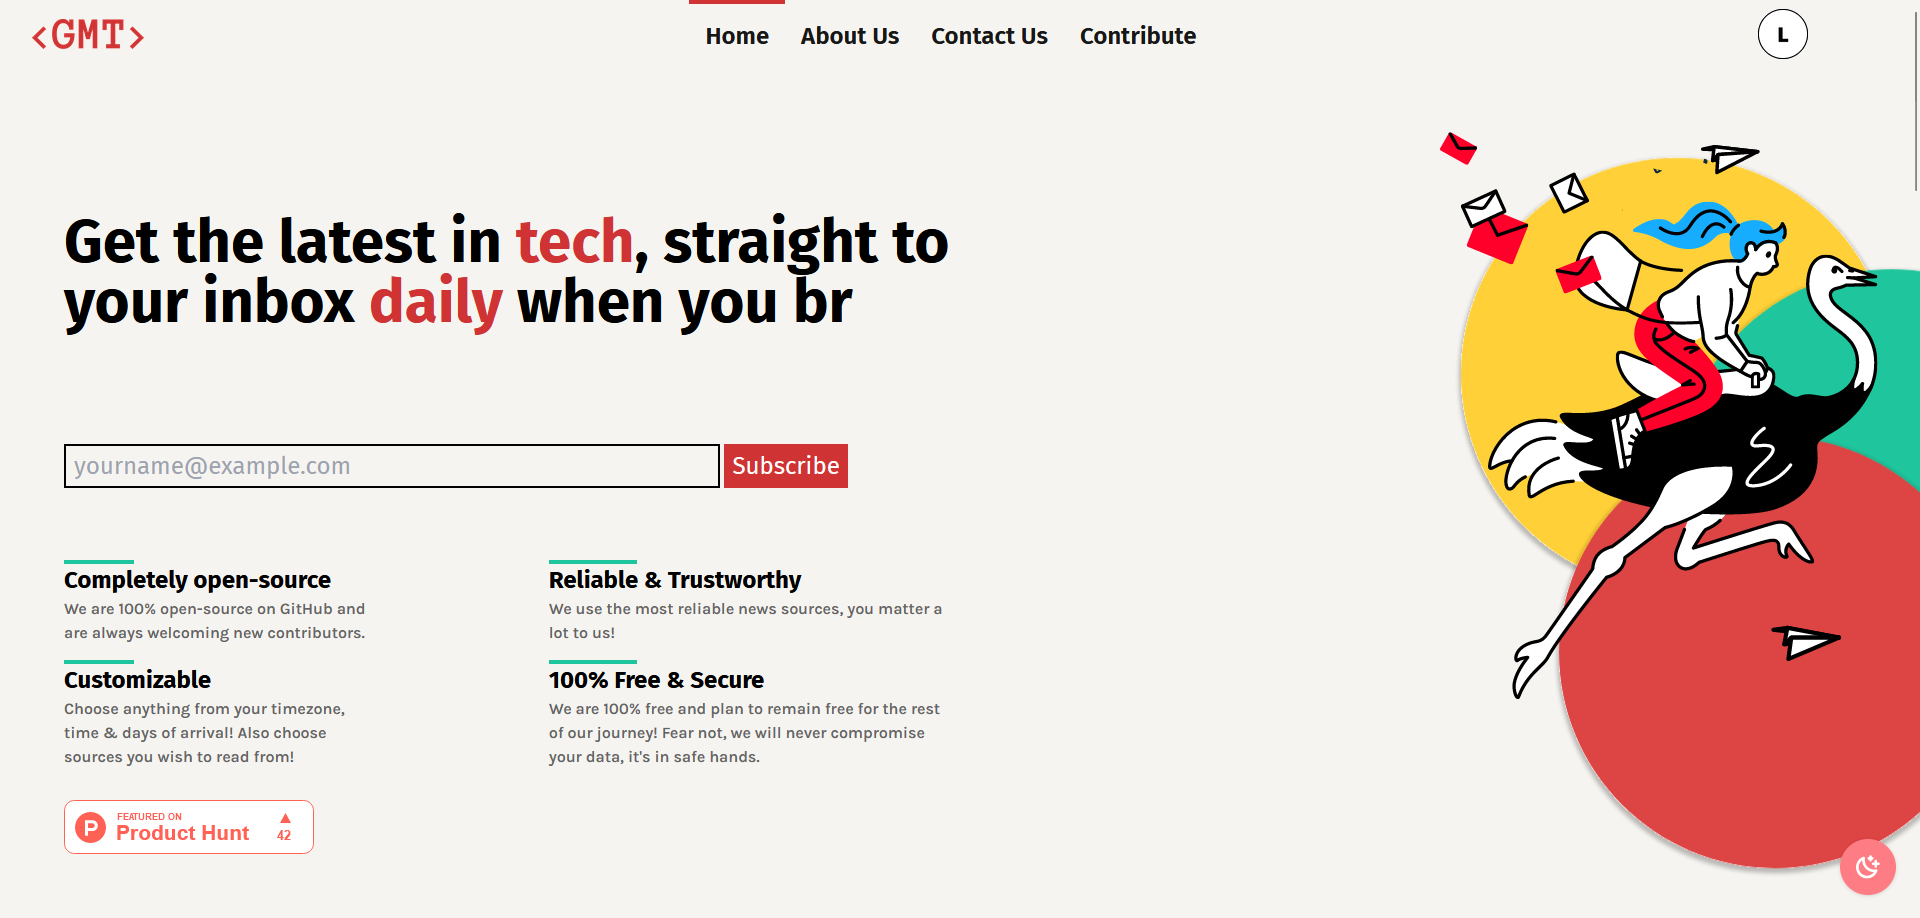 <GMT>
Home About Us Contact Us Contribute
L
Get the latest in tech, straight to
your inbox daily when you br
yourname@example.com
Subscribe
Completely open-source
We are 100% open-source on GitHub and
are always welcoming new contributors.
Reliable & Trustworthy
We use the most reliable news sources, you matter a
lot to us!
Customizable
Choose anything from your timezone,
time & days of arrival! Also choose
sources you wish to read from!
100% Free & Secure
We are 100% free and plan to remain free for the rest
of our journey! Fear not, we will never compromise
your data, it's in safe hands.
P
FEATURED ON
Product Hunt
▲
42